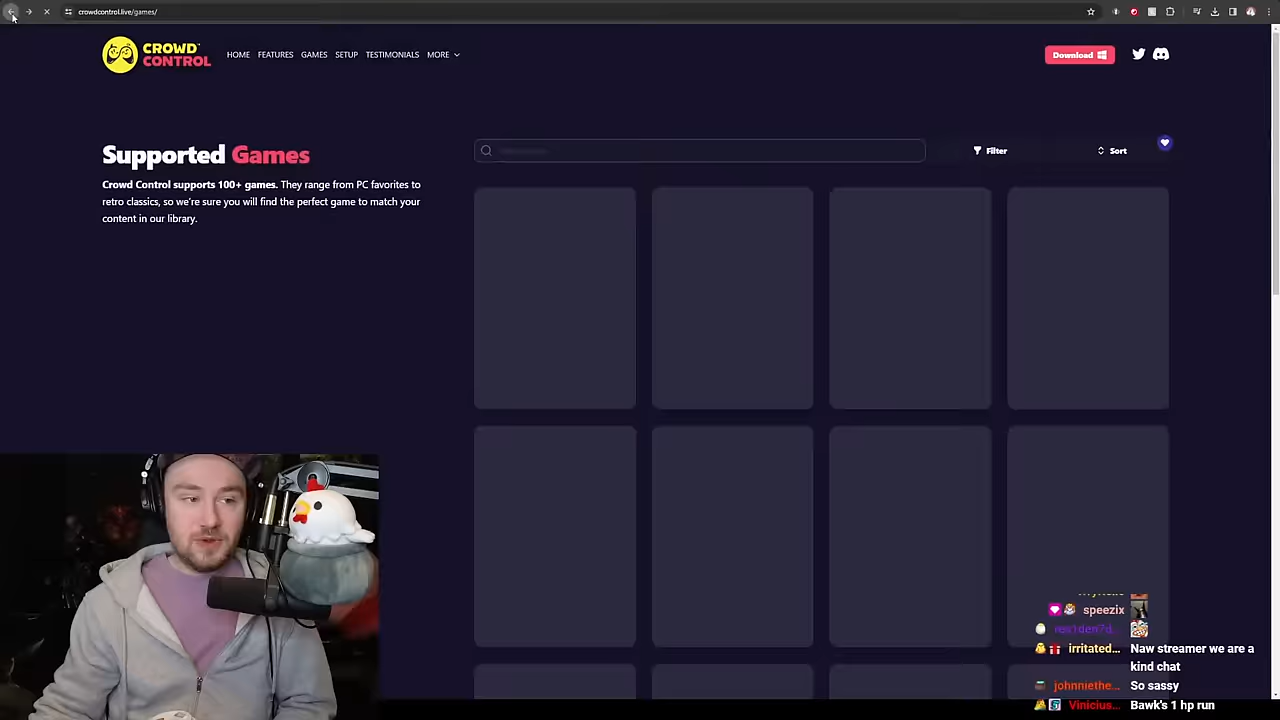 crowdcontrol.live/games/
CROWD
CONTROL
HOME FEATURES GAMES SETUP TESTIMONIALS MORE
Download
Supported Games
Filter
Sort
Crowd Control supports 100+ games. They range from PC favorites to
retro classics, so we're sure you will find the perfect game to match your
content in our library.
speezix
irritated... Naw streamer we are a
kind chat
johnniethe... So sassy
Vinicius... Bawk's 1 hp run